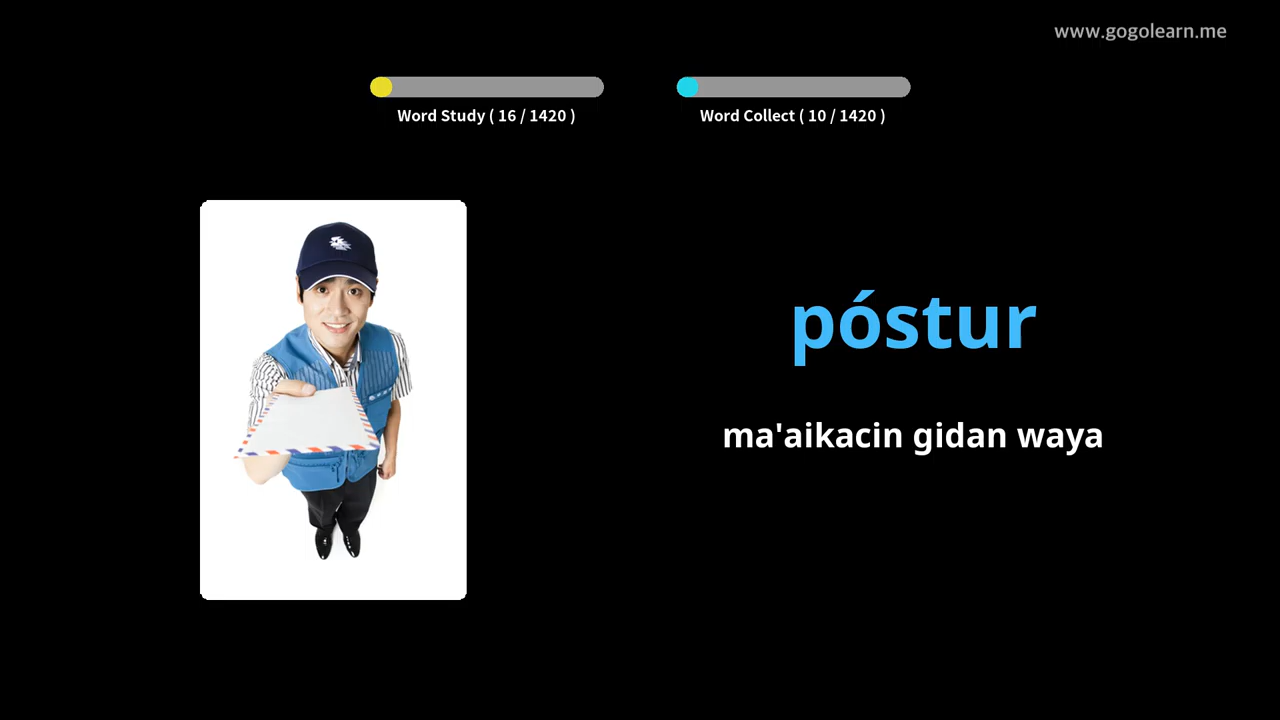 www.gogolearn.me
Word Study ( 16 / 1420 )
Word Collect ( 10 / 1420 )
póstur
ma'aikacin gidan waya